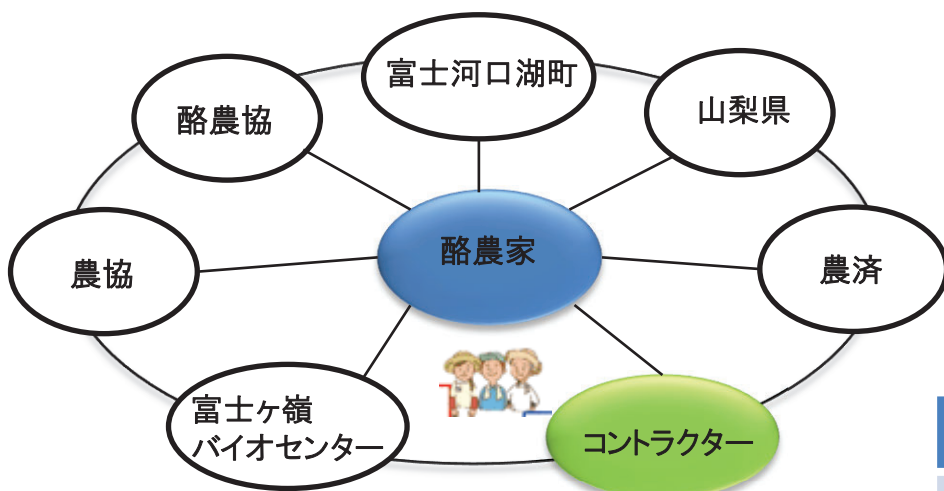 富士河口湖町
酪農協
山梨県
酪農家
農協
農済
富士ヶ嶺
バイオセンター
コントラクター